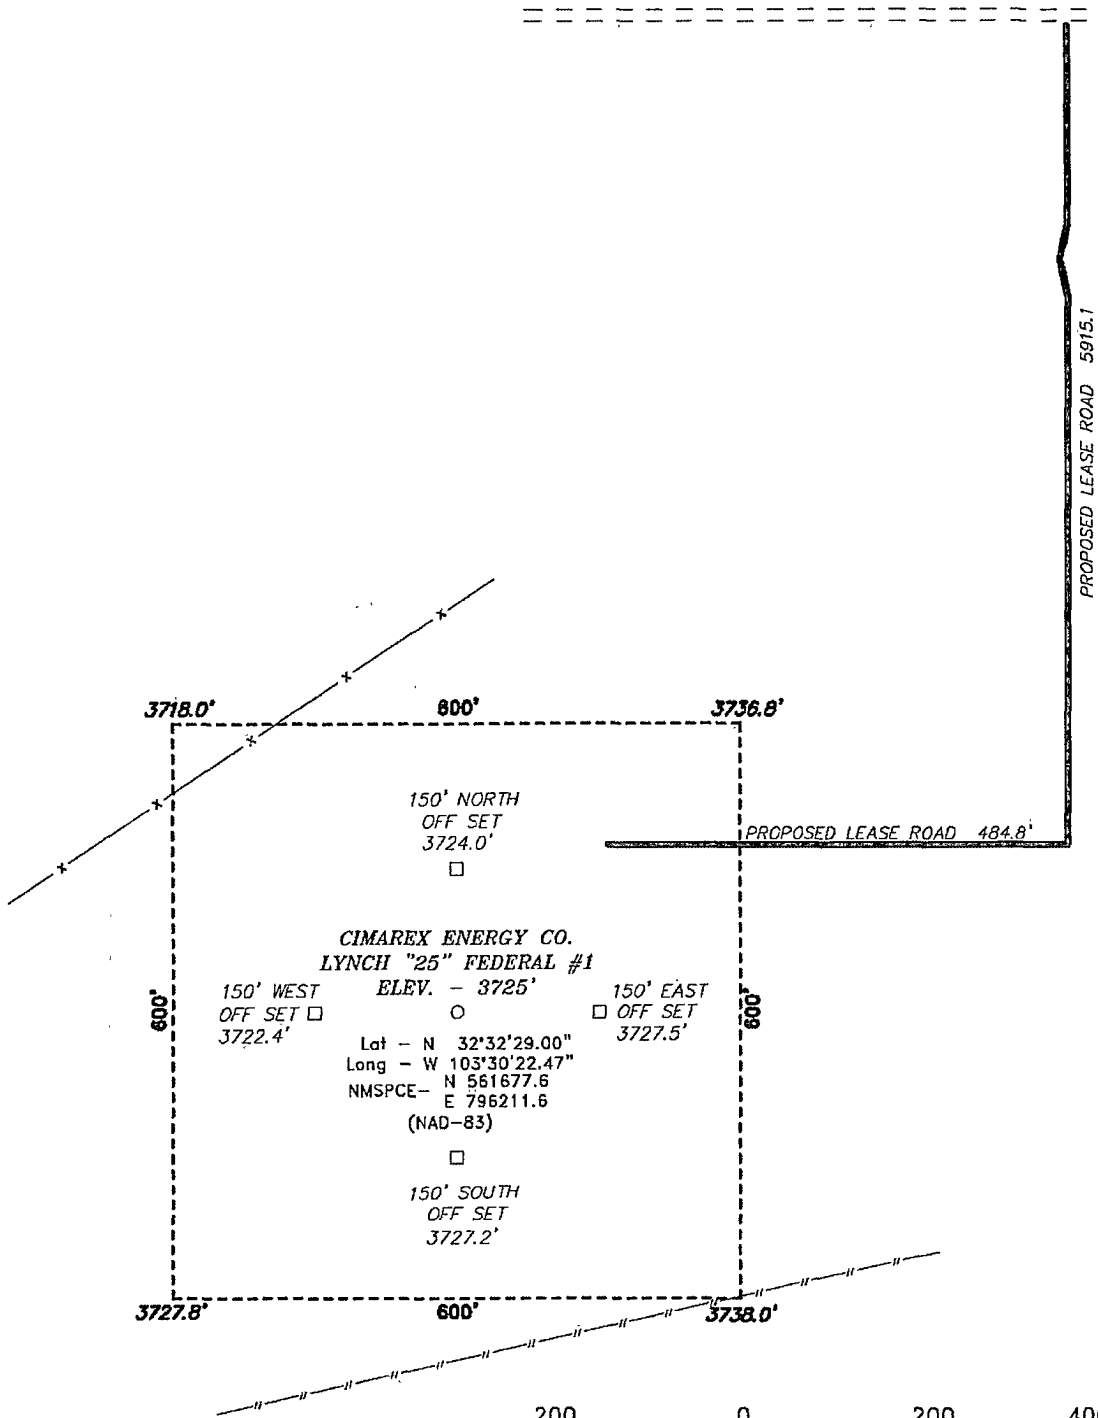 PROPOSED LEASE ROAD 5915.1
3718.0'
600'
3736.8'
150' NORTH
OFF SET
3724.0'
PROPOSED LEASE ROAD 484.8'
CIMAREX ENERGY CO.
LYNCH "25" FEDERAL #1
ELEV. - 3725'
600'
150' WEST
OFF SET
3722.4'
150' EAST
OFF SET
3727.5'
600'
Lat - N 32°32'29.00"
Long - W 103°30'22.47"
NMSPCE- N 561677.6
E 796211.6
(NAD-83)
150' SOUTH
OFF SET
3727.2'
3727.8'
600'
3738.0'
200 0 200